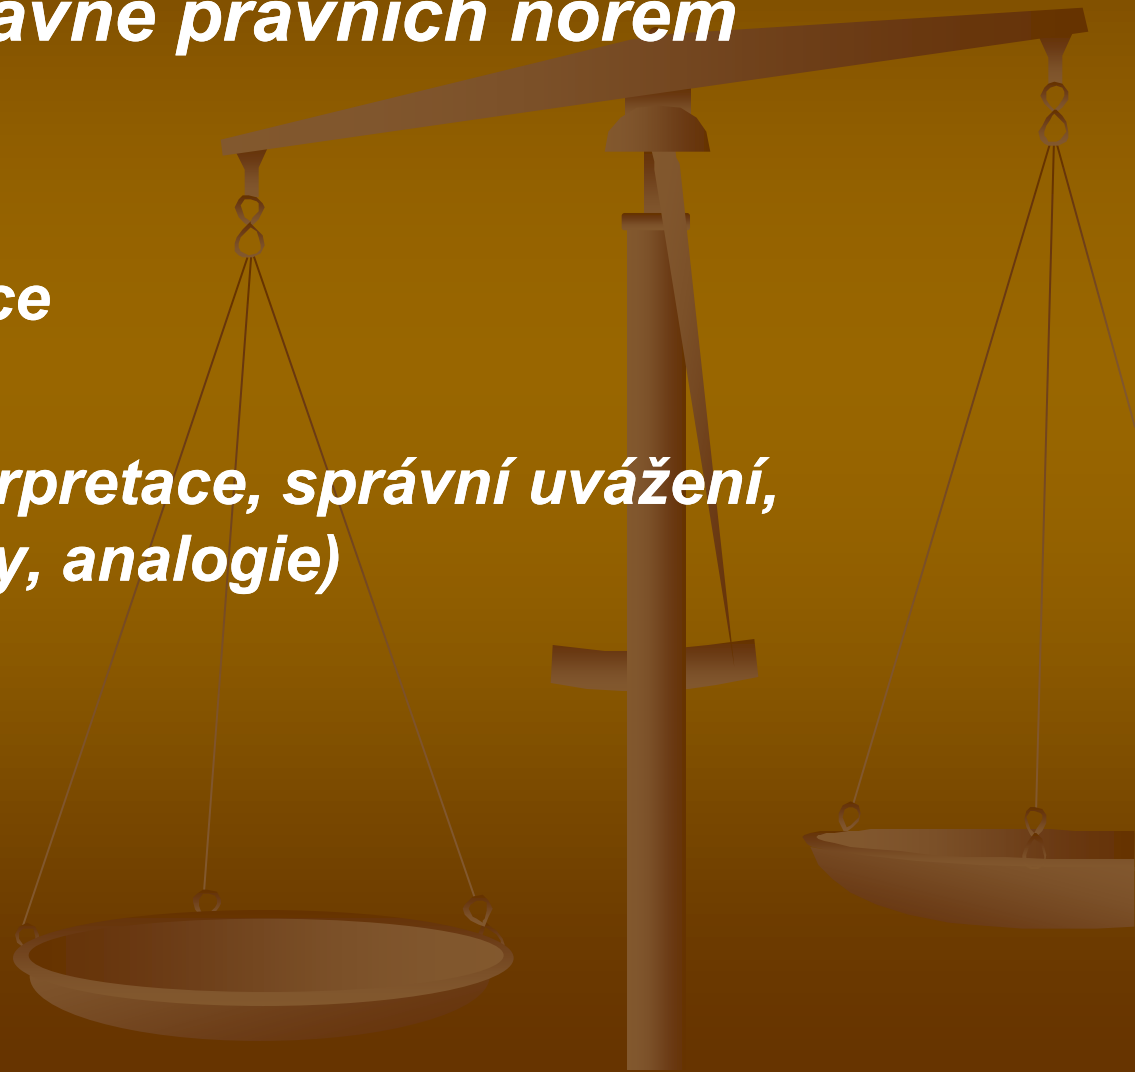 avne právních norem
ce
rpretace, správní uvážení,
y, analogie)